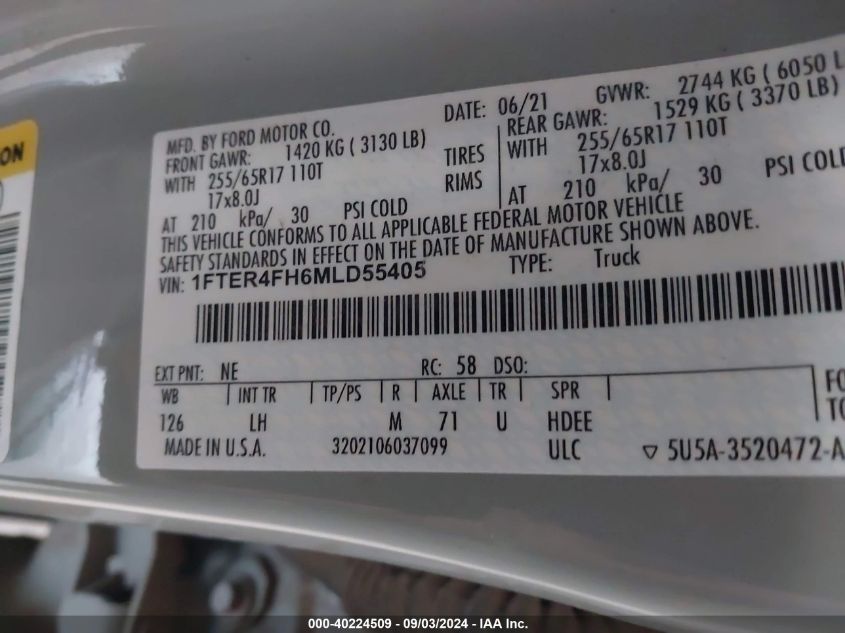 ON
MFD. BY FORD MOTOR CO. DATE: 06/21 GVWR: 2744 KG ( 6050 L
FRONT GAWR: 1420 KG ( 3130 LB) REAR GAWR: 1529 KG ( 3370 LB)
WITH 255/65R17 110T TIRES WITH 255/65R17 110T
17x8.0J RIMS 17x8.0J
AT 210 kPa/ 30 PSI COLD AT 210 kPa/ 30 PSI COLD
THIS VEHICLE CONFORMS TO ALL APPLICABLE FEDERAL MOTOR VEHICLE
SAFETY STANDARDS IN EFFECT ON THE DATE OF MANUFACTURE SHOWN ABOVE.
VIN: 1FTER4FH6MLD55405 TYPE: Truck
EXT PNT: NE RC: 58 DSO:
WB INT TR TP/PS R AXLE TR SPR
126 LH M 71 U HDEE
MADE IN U.S.A. 3202106037099 ULC 5U5A-3520472-A
FO
TO
000-40224509 - 09/03/2024 - IAA Inc.